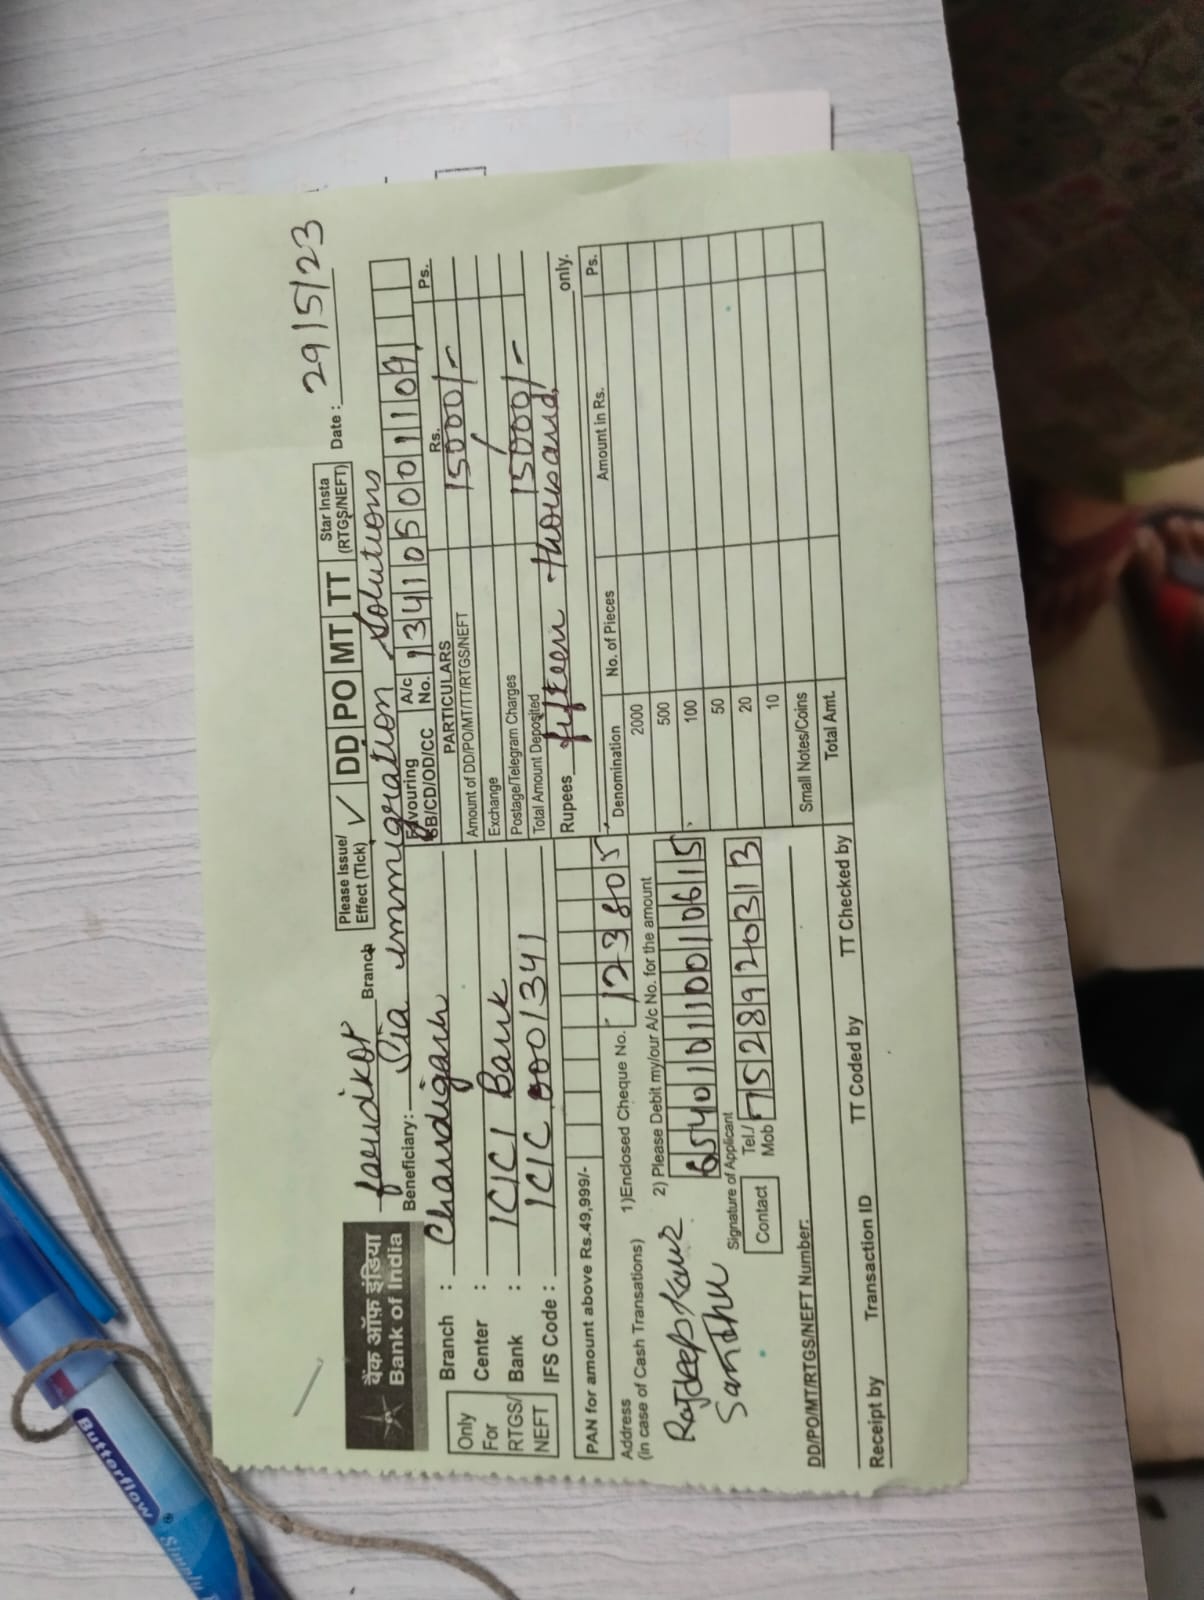 बैंक ऑफ़ इंडिया
Bank of India
faridkot Branch
Please Issue/ Effect (Tick) ✓ DD PO MT TT Star Insta (RTGS/NEFT)
Date : 29/5/23
Beneficiary: Sia immigration Solutions
Only For RTGS/ NEFT
Branch : Chandigarh
Center :
Bank : ICICI Bank
IFS Code : ICIC0001341
Favouring SB/CD/OD/CC A/c No. 134105001109
PARTICULARS Rs. Ps.
Amount of DD/PO/MT/TT/RTGS/NEFT 15000/-
Exchange
Postage/Telegram Charges
Total Amount Deposited 15000/-
Rupees fifteen thousand only.
PAN for amount above Rs.49,999/-
Address
(in case of Cash Transations)
1)Enclosed Cheque No. 123805
2) Please Debit my/our A/c No. for the amount
Rajdeep Kaur
Sandhu
Signature of Applicant
Contact Tel./ Mob 7528920313
Denomination No. of Pieces Amount in Rs. Ps.
2000
500
100
50
20
10
Small Notes/Coins
Total Amt.
DD/PO/MT/RTGS/NEFT Number:
Receipt by Transaction ID TT Coded by TT Checked by
Butterflow
Simply